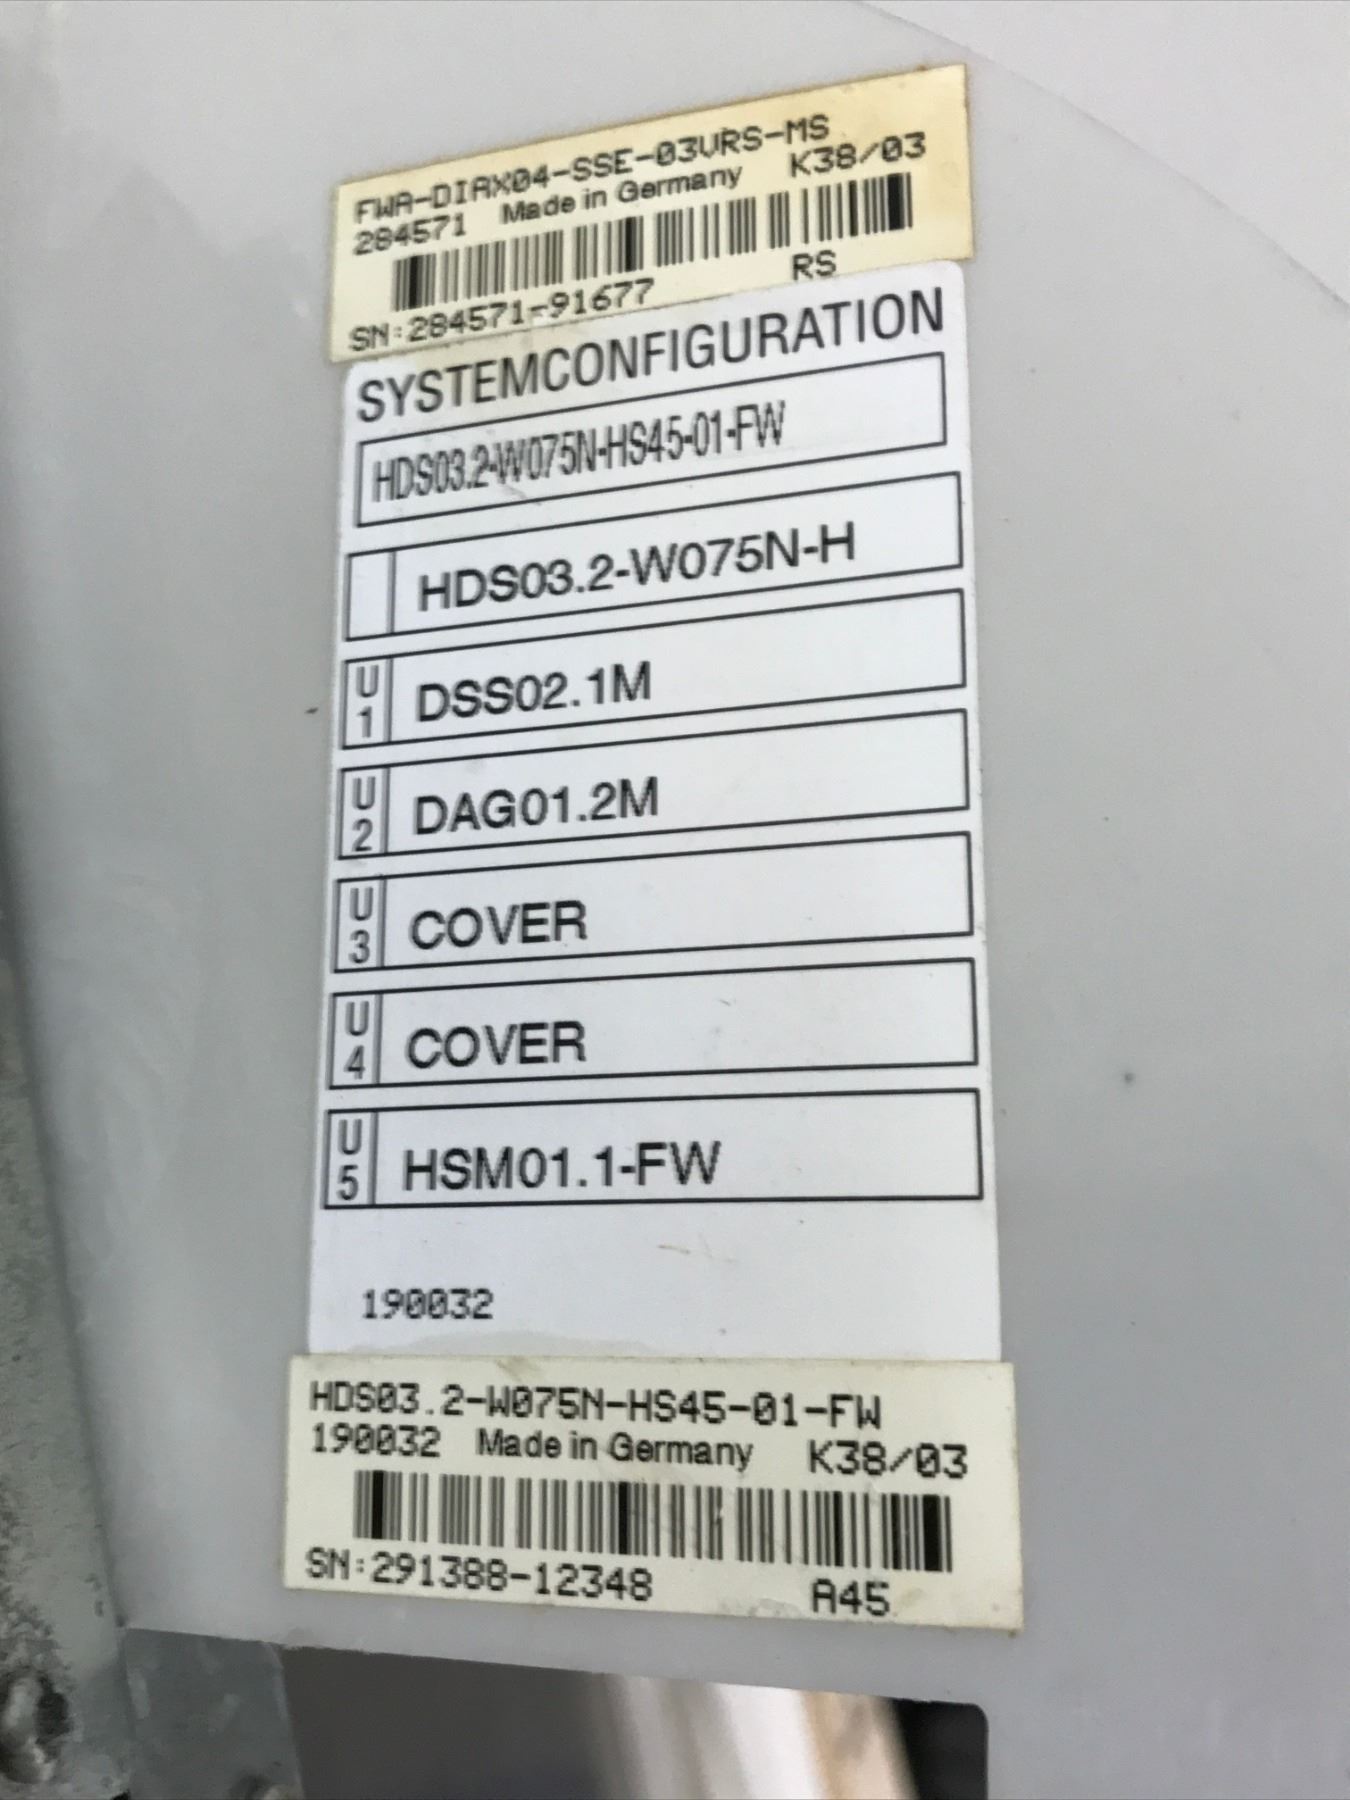 FWA-DIAX04-SSE-03VRS-MS
284571 Made in Germany K38/03
SN:284571-91677 RS
SYSTEMCONFIGURATION
HDS03.2-W075N-HS45-01-FW
HDS03.2-W075N-H
U1 DSS02.1M
U2 DAG01.2M
U3 COVER
U4 COVER
U5 HSM01.1-FW
190032
HDS03.2-W075N-HS45-01-FW
190032 Made in Germany K38/03
SN:291388-12348 A45